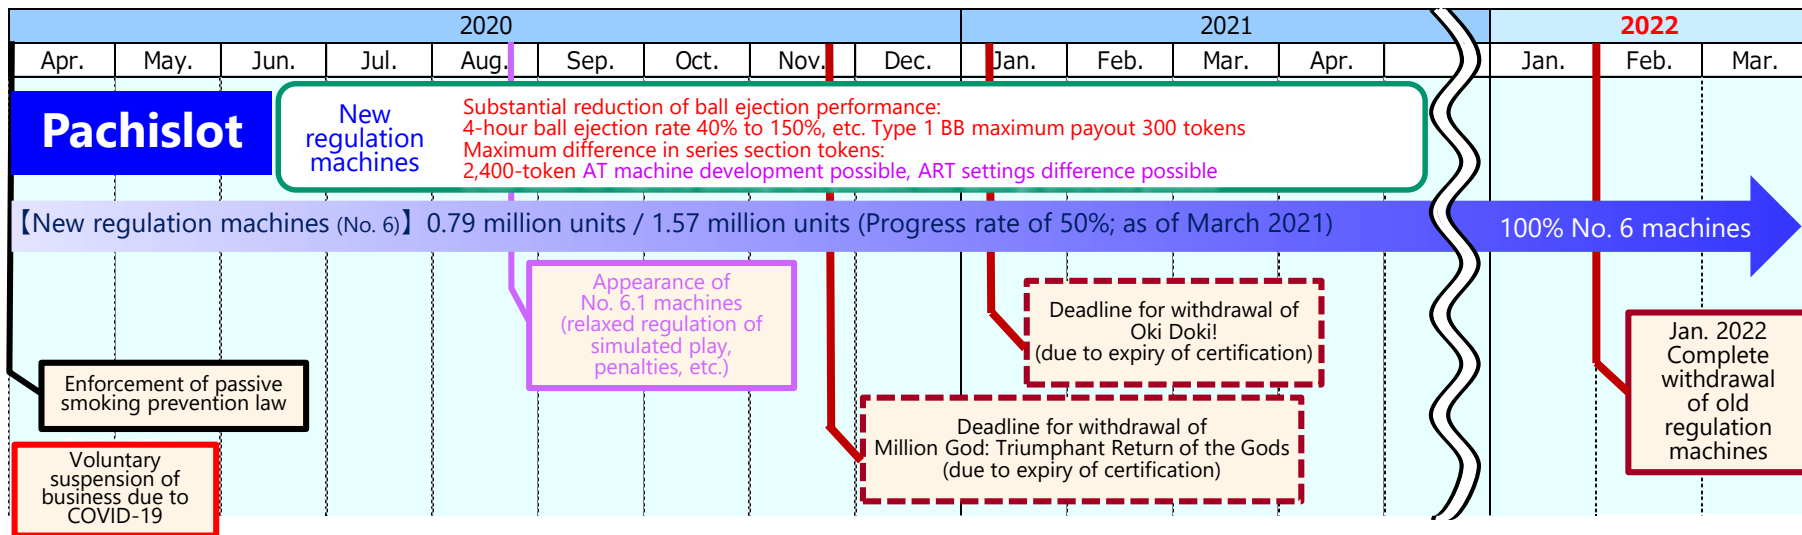 2020
2021
2022
Apr.
May.
Jun.
Jul.
Aug.
Sep.
Oct.
Nov.
Dec.
Jan.
Feb.
Mar.
Apr.
Jan.
Feb.
Mar.
Pachislot
New
regulation
machines
Substantial reduction of ball ejection performance:
4-hour ball ejection rate 40% to 150%, etc. Type 1 BB maximum payout 300 tokens
Maximum difference in series section tokens:
2,400-token AT machine development possible, ART settings difference possible
【New regulation machines (No. 6)】 0.79 million units / 1.57 million units (Progress rate of 50%; as of March 2021)
100% No. 6 machines
Appearance of
No. 6.1 machines
(relaxed regulation of
simulated play,
penalties, etc.)
Deadline for withdrawal of
Oki Doki!
(due to expiry of certification)
Jan. 2022
Complete
withdrawal
of old
regulation
machines
Enforcement of passive
smoking prevention law
Deadline for withdrawal of
Million God: Triumphant Return of the Gods
(due to expiry of certification)
Voluntary
suspension of
business due to
COVID-19